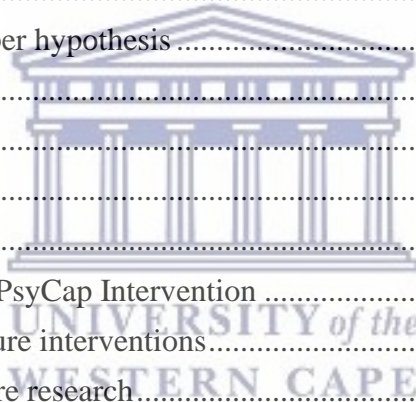 per hypothesis ....................................
........................................................................
........................................................................
........................................................................
........................................................................
PsyCap Intervention .....................
UNIVERSITY of the
ure interventions..................................
WESTERN CAPE
re research............................................